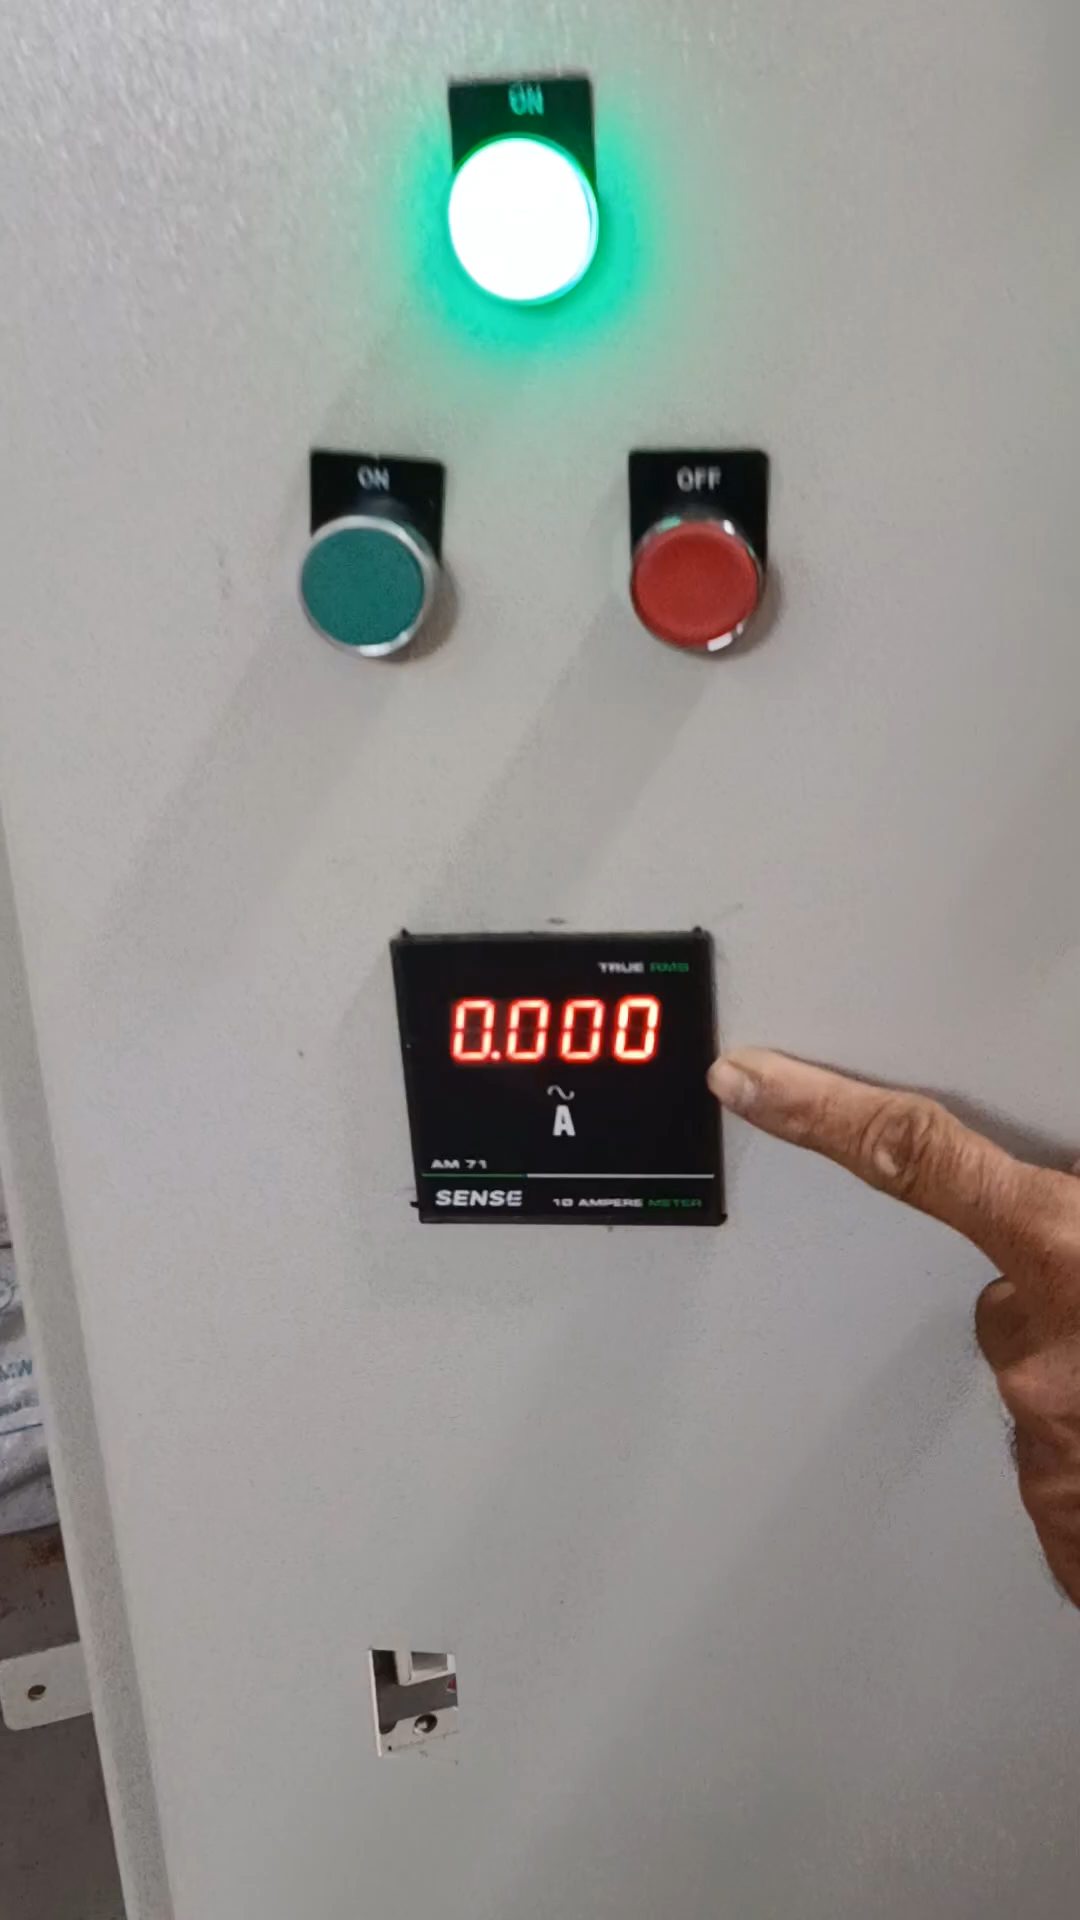 ON
ON
OFF
TRUE RMS
0.000
~
A
AM 71
SENSE 10 AMPERE METER